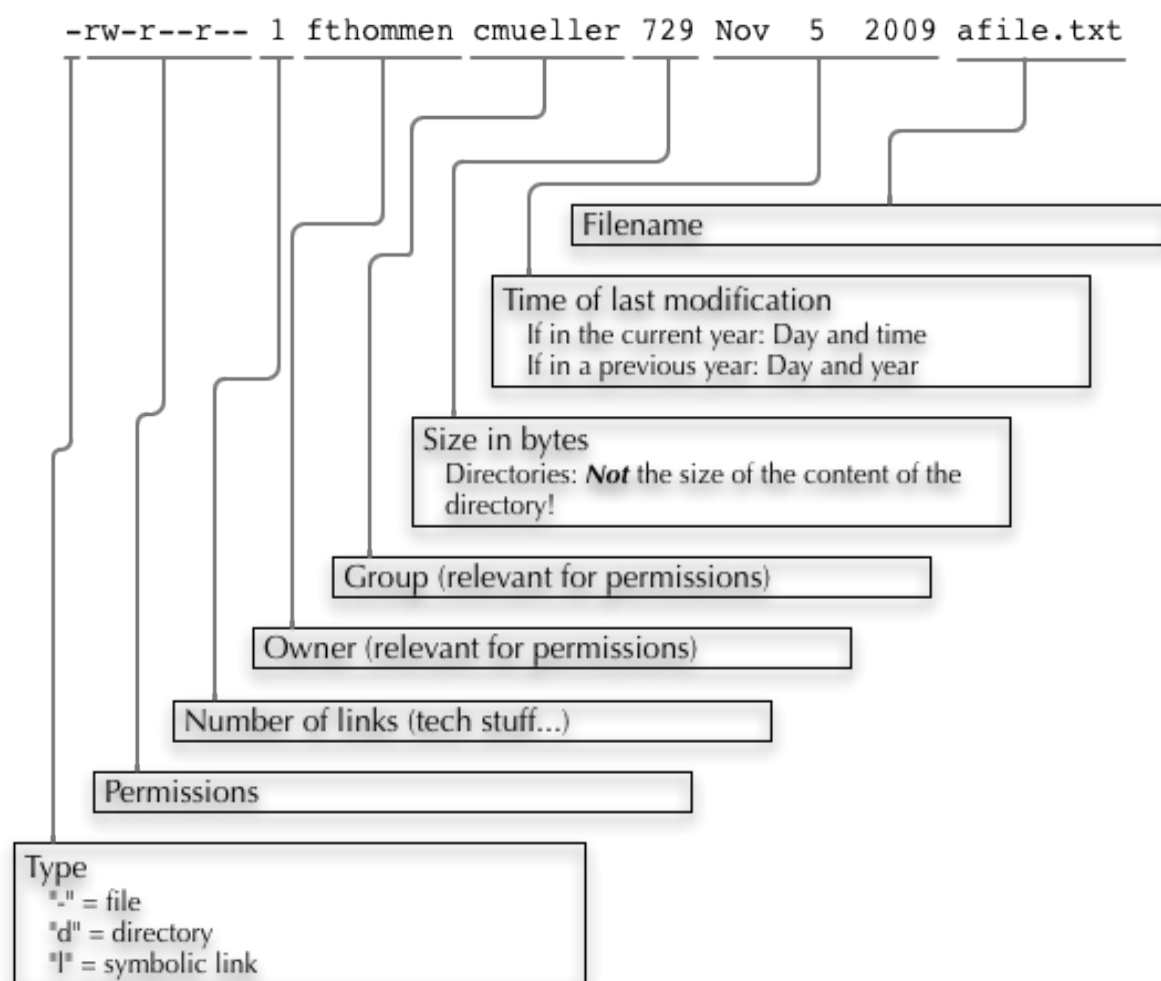 -rw-r--r-- 1 fthommen cmueller 729 Nov 5 2009 afile.txt
Filename
Time of last modification
If in the current year: Day and time
If in a previous year: Day and year
Size in bytes
Directories: Not the size of the content of the
directory!
Group (relevant for permissions)
Owner (relevant for permissions)
Number of links (tech stuff...)
Permissions
Type
"-" = file
"d" = directory
"l" = symbolic link